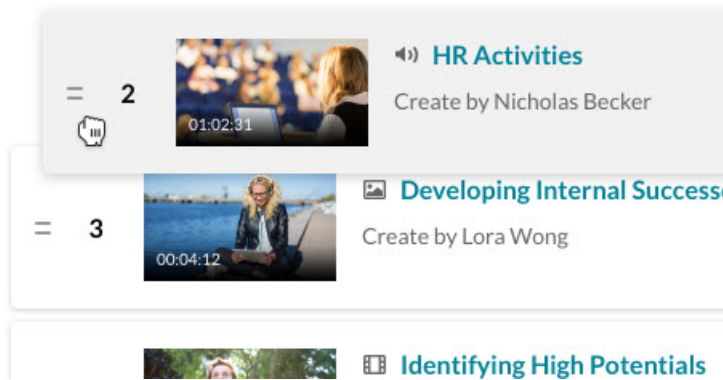 HR Activities
2
Create by Nicholas Becker
01:02:31
Developing Internal
3
Create by Lora Wong
00:04:12
Identifying High Potentials